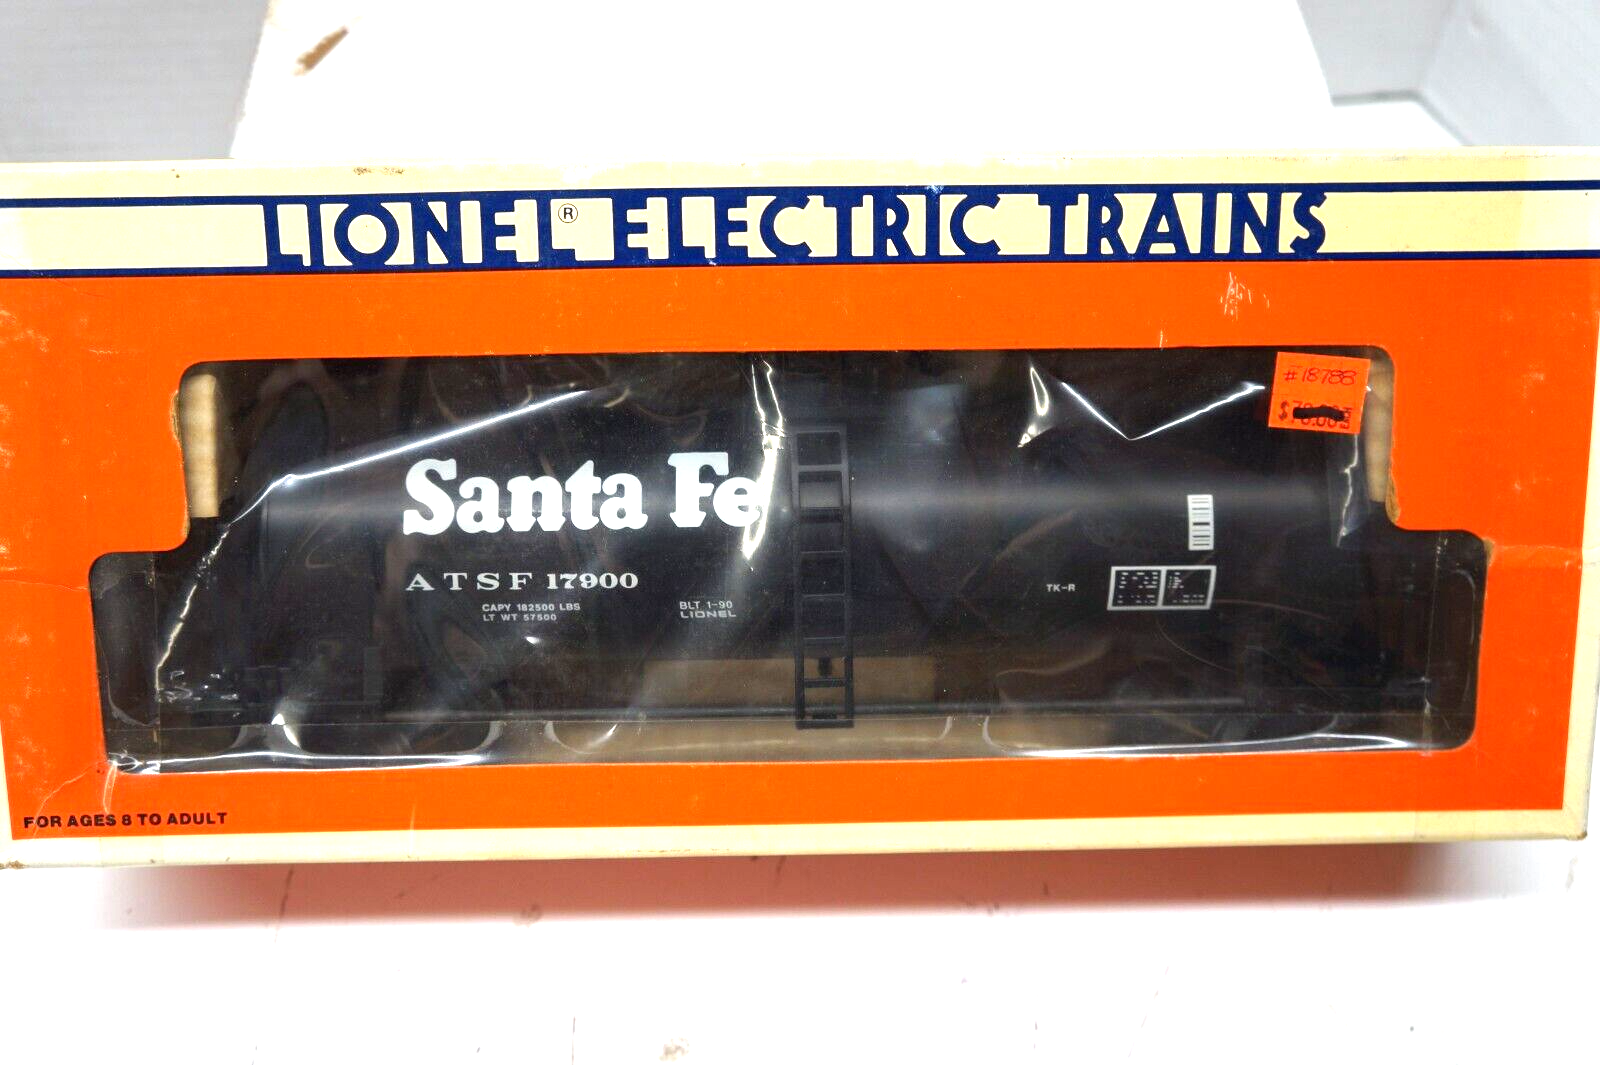 LIONEL® ELECTRIC TRAINS
#18788
Santa Fe
ATSF 17900
CAPY 182500 LBS
LT WT 57500
BLT 1-90
LIONEL
TK-R
FOR AGES 8 TO ADULT